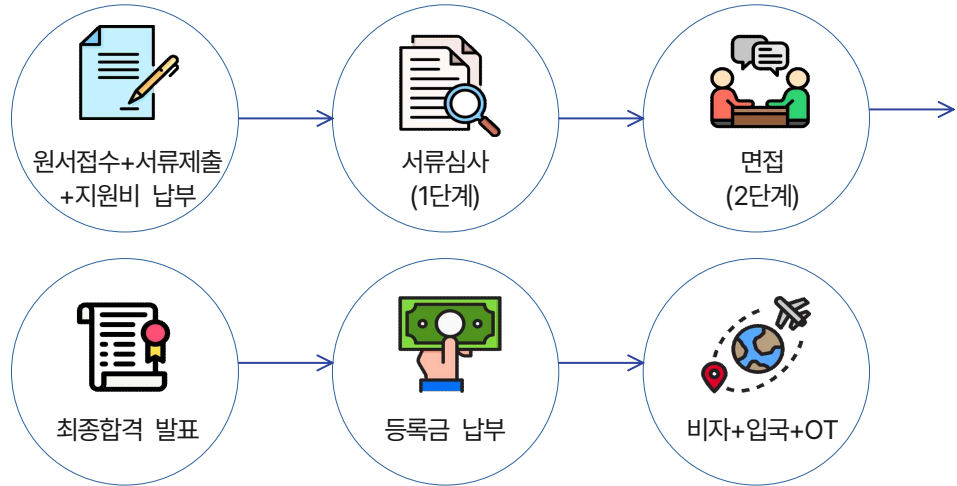 원서접수+서류제출
+지원비 납부
서류심사
(1단계)
면접
(2단계)
최종합격 발표
등록금 납부
비자+입국+OT